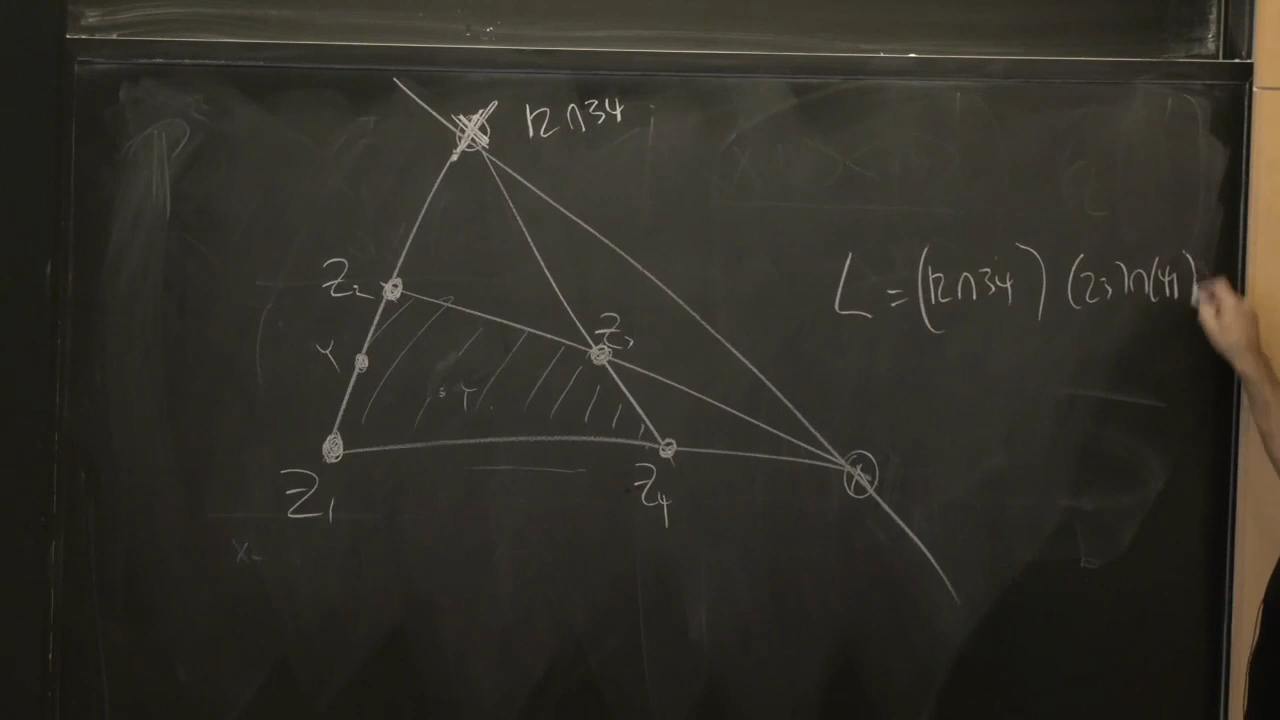 12∩34
Z₂
L = (12∩34) (23)∩(41)
Z₃
Y
Y
Z₁
Z₄
X